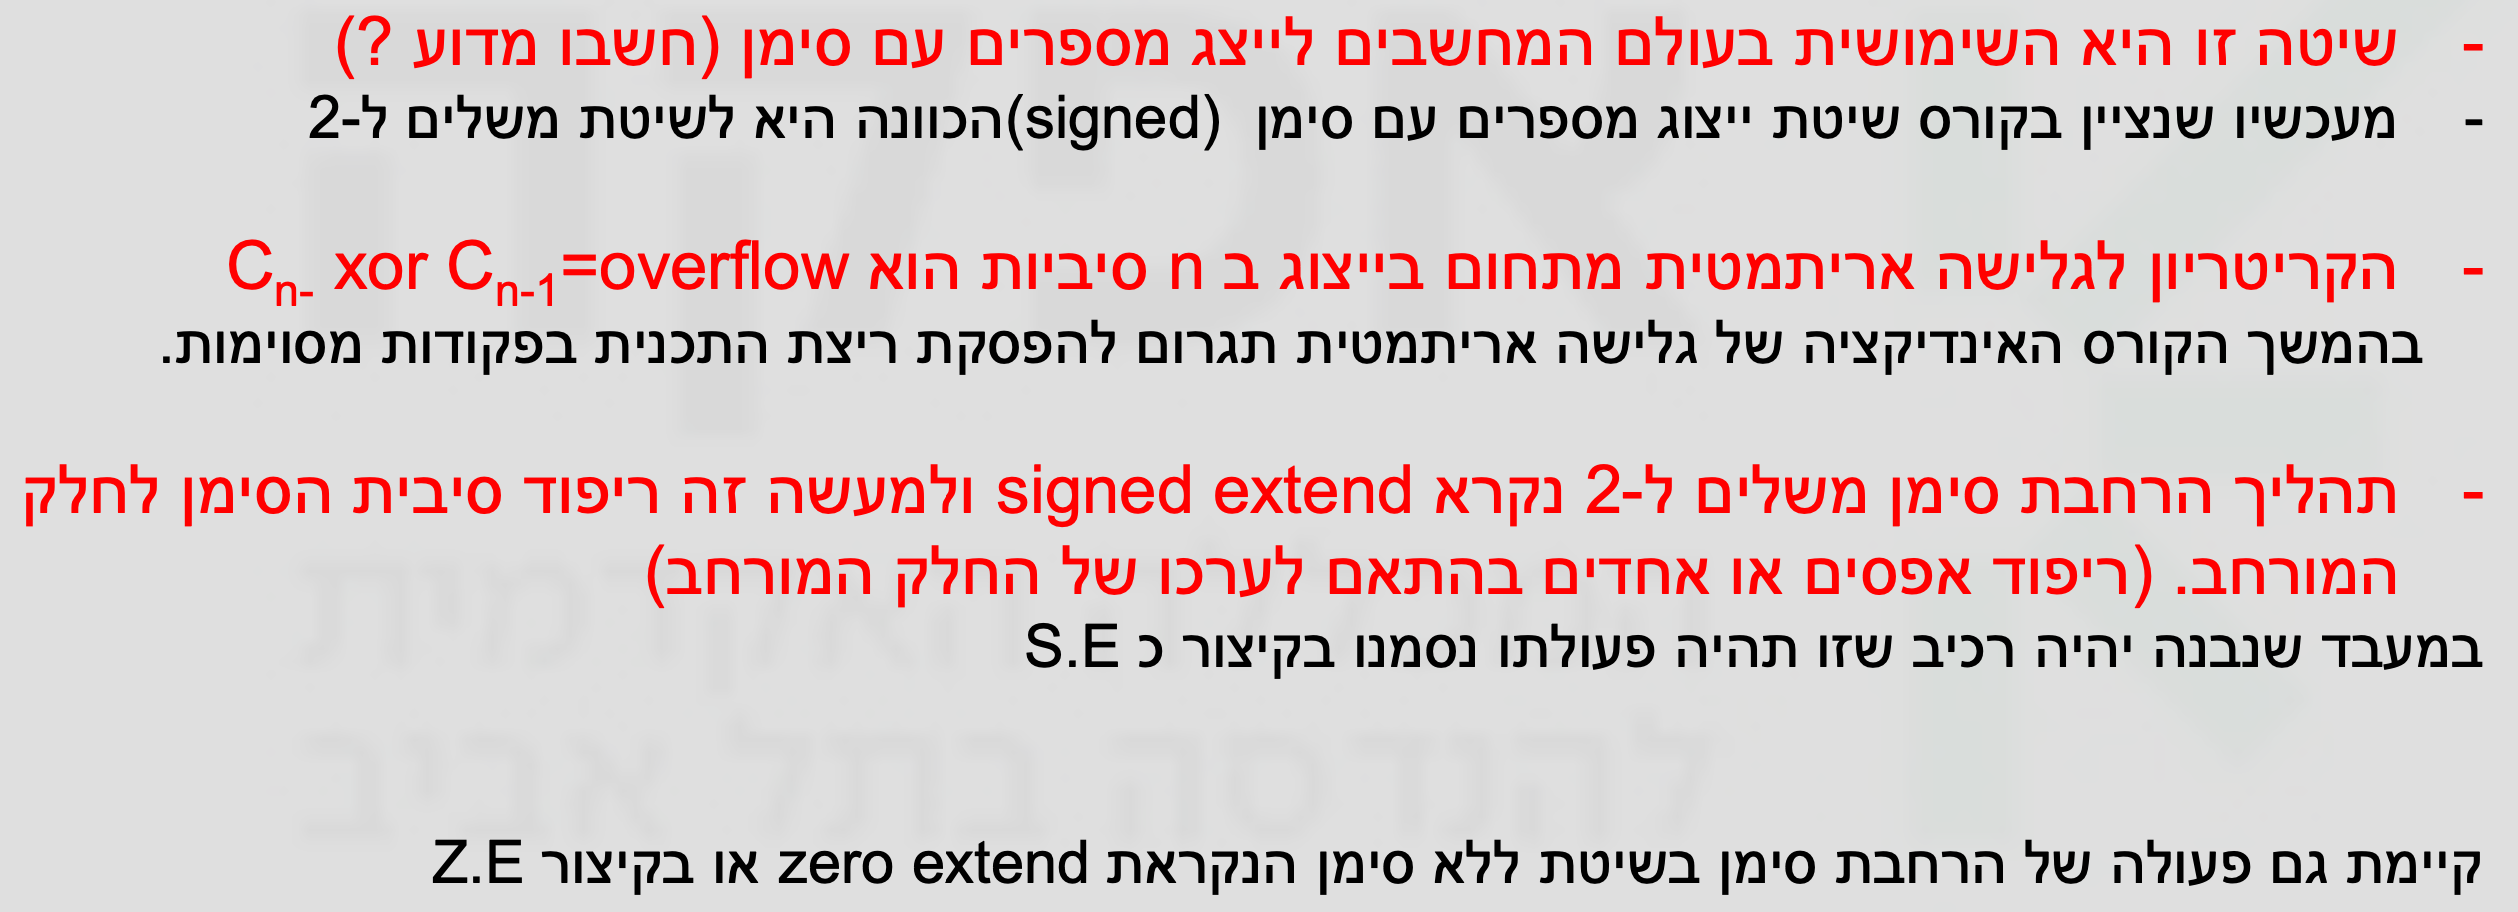 - שיטה זו היא השימושית בעולם המחשבים לייצג מספרים עם סימן (חשבו מדוע ?)
- מעכשיו שנציין בקורס שיטת ייצוג מספרים עם סימן (signed)הכוונה היא לשיטת משלים ל-2
- הקריטריון לגלישה אריתמטית מתחום בייצוג ב n סיביות הוא Cn- xor Cn-1=overflow
בהמשך הקורס האינדיקציה של גלישה אריתמטית תגרום להפסקת ריצת התכנית בפקודות מסוימות.
- תהליך הרחבת סימן משלים ל-2 נקרא signed extend ולמעשה זה ריפוד סיבית הסימן לחלק
המורחב. (ריפוד אפסים או אחדים בהתאם לערכו של החלק המורחב)
במעבד שנבנה יהיה רכיב שזו תהיה פעולתו נסמנו בקיצור כ S.E
קיימת גם פעולה של הרחבת סימן בשיטת ללא סימן הנקראת zero extend או בקיצור Z.E